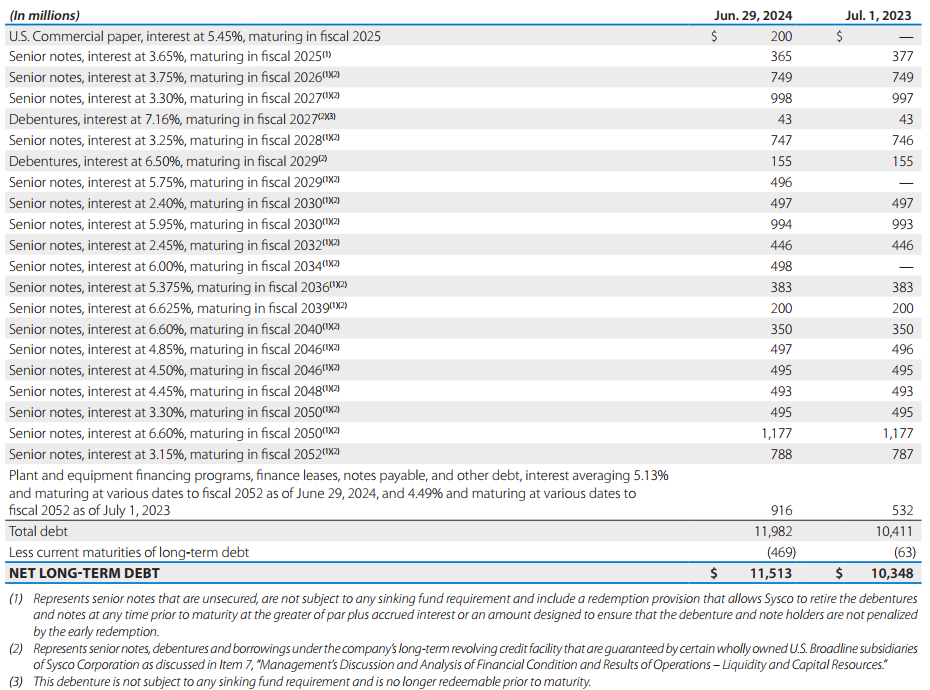 (In millions) Jun. 29, 2024 Jul. 1, 2023
U.S. Commercial paper, interest at 5.45%, maturing in fiscal 2025 $ 200 $ —
Senior notes, interest at 3.65%, maturing in fiscal 2025(1) 365 377
Senior notes, interest at 3.75%, maturing in fiscal 2026(1)(2) 749 749
Senior notes, interest at 3.30%, maturing in fiscal 2027(1)(2) 998 997
Debentures, interest at 7.16%, maturing in fiscal 2027(2)(3) 43 43
Senior notes, interest at 3.25%, maturing in fiscal 2028(1)(2) 747 746
Debentures, interest at 6.50%, maturing in fiscal 2029(2) 155 155
Senior notes, interest at 5.75%, maturing in fiscal 2029(1)(2) 496 —
Senior notes, interest at 2.40%, maturing in fiscal 2030(1)(2) 497 497
Senior notes, interest at 5.95%, maturing in fiscal 2030(1)(2) 994 993
Senior notes, interest at 2.45%, maturing in fiscal 2032(1)(2) 446 446
Senior notes, interest at 6.00%, maturing in fiscal 2034(1)(2) 498 —
Senior notes, interest at 5.375%, maturing in fiscal 2036(1)(2) 383 383
Senior notes, interest at 6.625%, maturing in fiscal 2039(1)(2) 200 200
Senior notes, interest at 6.60%, maturing in fiscal 2040(1)(2) 350 350
Senior notes, interest at 4.85%, maturing in fiscal 2046(1)(2) 497 496
Senior notes, interest at 4.50%, maturing in fiscal 2046(1)(2) 495 495
Senior notes, interest at 4.45%, maturing in fiscal 2048(1)(2) 493 493
Senior notes, interest at 3.30%, maturing in fiscal 2050(1)(2) 495 495
Senior notes, interest at 6.60%, maturing in fiscal 2050(1)(2) 1,177 1,177
Senior notes, interest at 3.15%, maturing in fiscal 2052(1)(2) 788 787
Plant and equipment financing programs, finance leases, notes payable, and other debt, interest averaging 5.13%
and maturing at various dates to fiscal 2052 as of June 29, 2024, and 4.49% and maturing at various dates to
fiscal 2052 as of July 1, 2023 916 532
Total debt 11,982 10,411
Less current maturities of long-term debt (469) (63)
NET LONG-TERM DEBT $ 11,513 $ 10,348
(1) Represents senior notes that are unsecured, are not subject to any sinking fund requirement and include a redemption provision that allows Sysco to retire the debentures
and notes at any time prior to maturity at the greater of par plus accrued interest or an amount designed to ensure that the debenture and note holders are not penalized
by the early redemption.
(2) Represents senior notes, debentures and borrowings under the company's long-term revolving credit facility that are guaranteed by certain wholly owned U.S. Broadline subsidiaries
of Sysco Corporation as discussed in Item 7, "Management's Discussion and Analysis of Financial Condition and Results of Operations – Liquidity and Capital Resources."
(3) This debenture is not subject to any sinking fund requirement and is no longer redeemable prior to maturity.